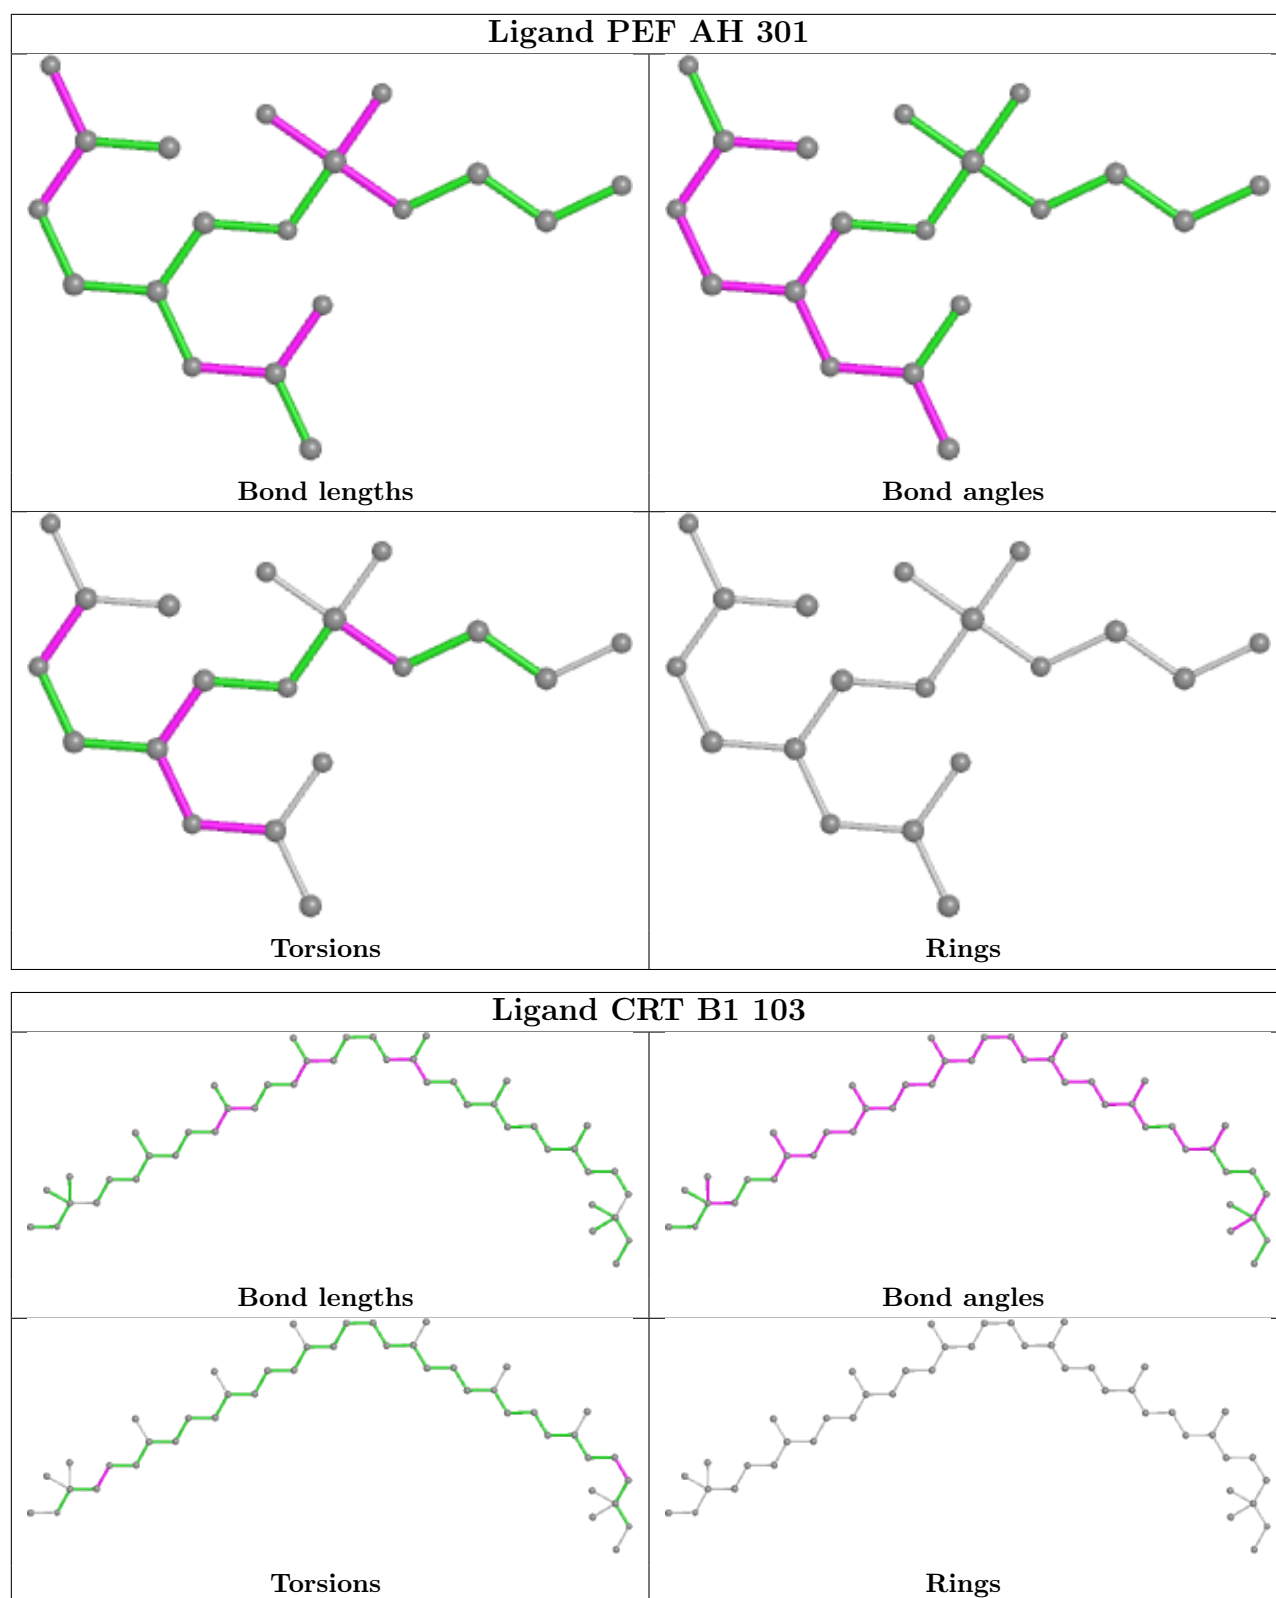 Ligand PEF AH 301
Bond lengths
Bond angles
Torsions
Rings
Ligand CRT B1 103
Bond lengths
Bond angles
Torsions
Rings